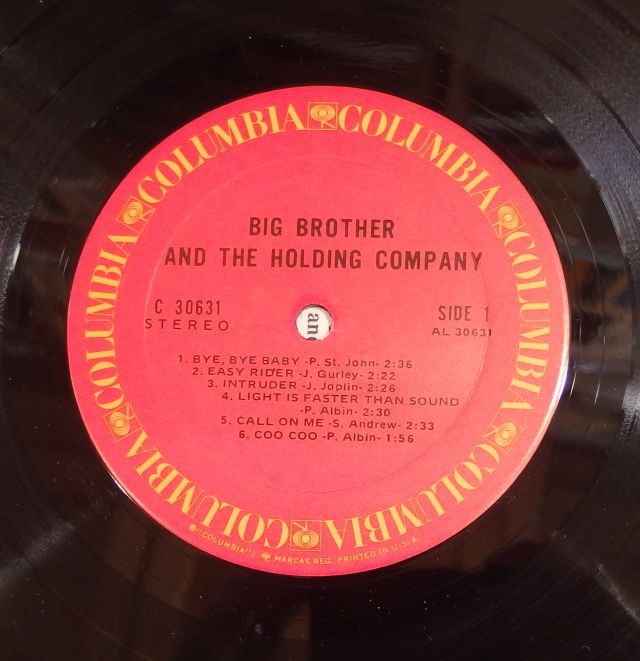 COLUMBIA COLUMBIA COLUMBIA COLUMBIA COLUMBIA COLUMBIA
BIG BROTHER
AND THE HOLDING COMPANY
C 30631
STEREO
and
SIDE 1
AL 30631
1. BYE, BYE BABY -P. St. John- 2:36
2. EASY RIDER -J. Gurley- 2:22
3. INTRUDER -J. Joplin- 2:26
4. LIGHT IS FASTER THAN SOUND
-P. Albin- 2:30
5. CALL ON ME -S. Andrew- 2:33
6. COO COO -P. Albin- 1:56
® "COLUMBIA", MARCAS REG. PRINTED IN U.S.A.